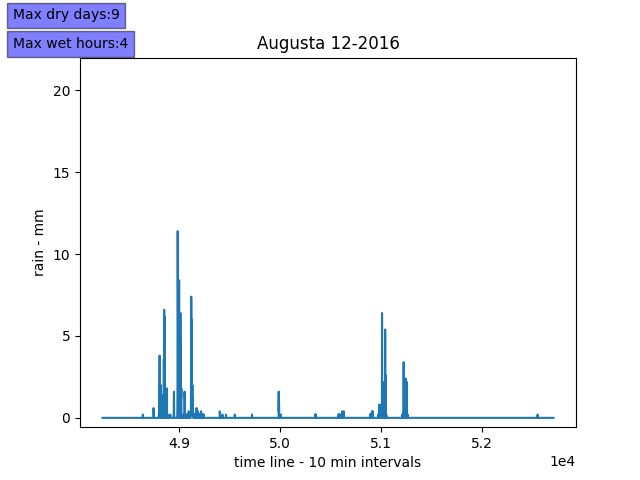 Max dry days:9
Max wet hours:4
Augusta 12-2016
20
15
10
5
0
rain - mm
4.9 5.0 5.1 5.2
time line - 10 min intervals
1e4